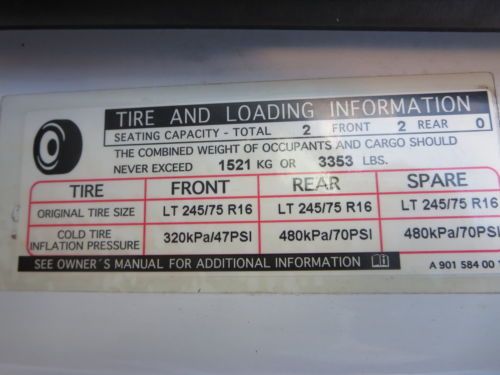 TIRE AND LOADING INFORMATION
SEATING CAPACITY - TOTAL 2 FRONT 2 REAR 0
THE COMBINED WEIGHT OF OCCUPANTS AND CARGO SHOULD
NEVER EXCEED 1521 KG OR 3353 LBS.
TIRE FRONT REAR SPARE
ORIGINAL TIRE SIZE LT 245/75 R16 LT 245/75 R16 LT 245/75 R16
COLD TIRE
INFLATION PRESSURE 320kPa/47PSI 480kPa/70PSI 480kPa/70PSI
SEE OWNER´S MANUAL FOR ADDITIONAL INFORMATION
A 901 584 00